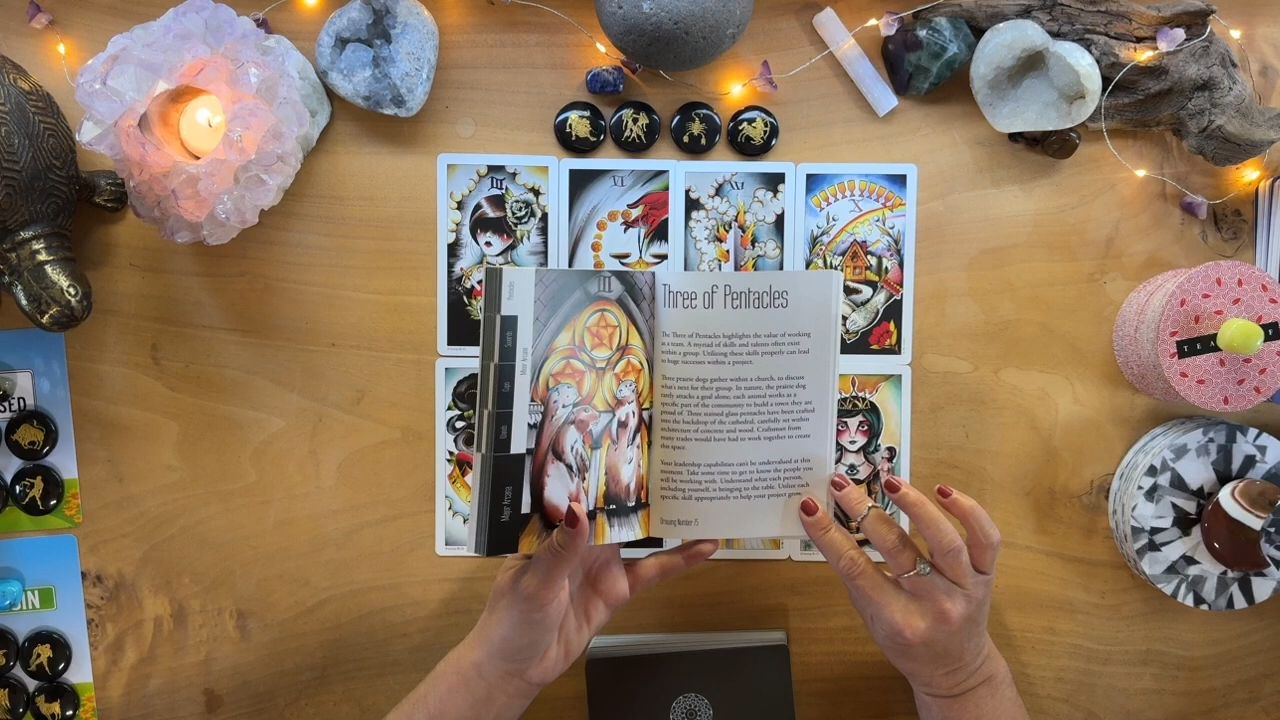 III
VI
XVI
X
III
Three of Pentacles
The Three of Pentacles highlights the value of working
as a team. A myriad of skills and talents often exist
within a group. Utilizing these skills properly can lead
to huge successes within a project.
Three prairie dogs gather within a church, to discuss
what's next for their group. In nature, the prairie dog
rarely attacks a goal alone, each animal works as a
specific part of the community to build a town they are
proud of. Three stained glass pentacles have been crafted
into the backdrop of the cathedral, carefully set within
architecture of concrete and wood. Craftsman from
many trades would have had to work together to create
this space.
Your leadership capabilities can't be undervalued at this
moment. Take some time to get to know the people you
will be working with. Understand what each person,
including yourself, is bringing to the table. Utilize each
specific skill appropriately to help your project grow.
Drawing Number 75
Pentacles
Swords
Cups
Wands
Minor Arcana
Major Arcana
TEA